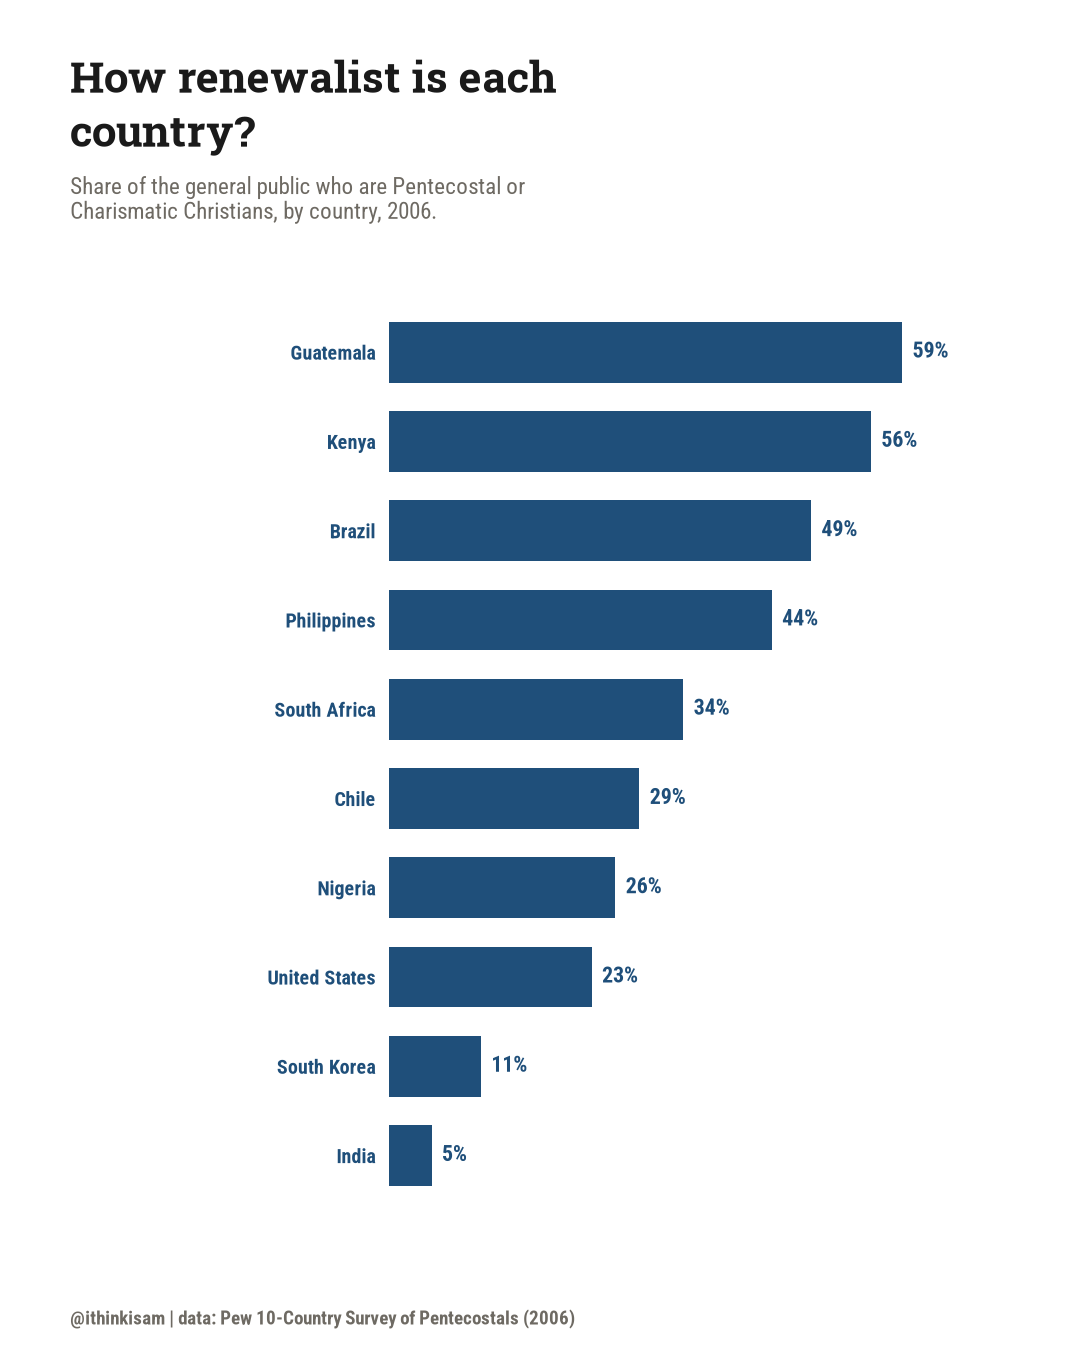 How renewalist is each
country?
Share of the general public who are Pentecostal or
Charismatic Christians, by country, 2006.
Guatemala 59%
Kenya 56%
Brazil 49%
Philippines 44%
South Africa 34%
Chile 29%
Nigeria 26%
United States 23%
South Korea 11%
India 5%
@ithinkisam | data: Pew 10-Country Survey of Pentecostals (2006)